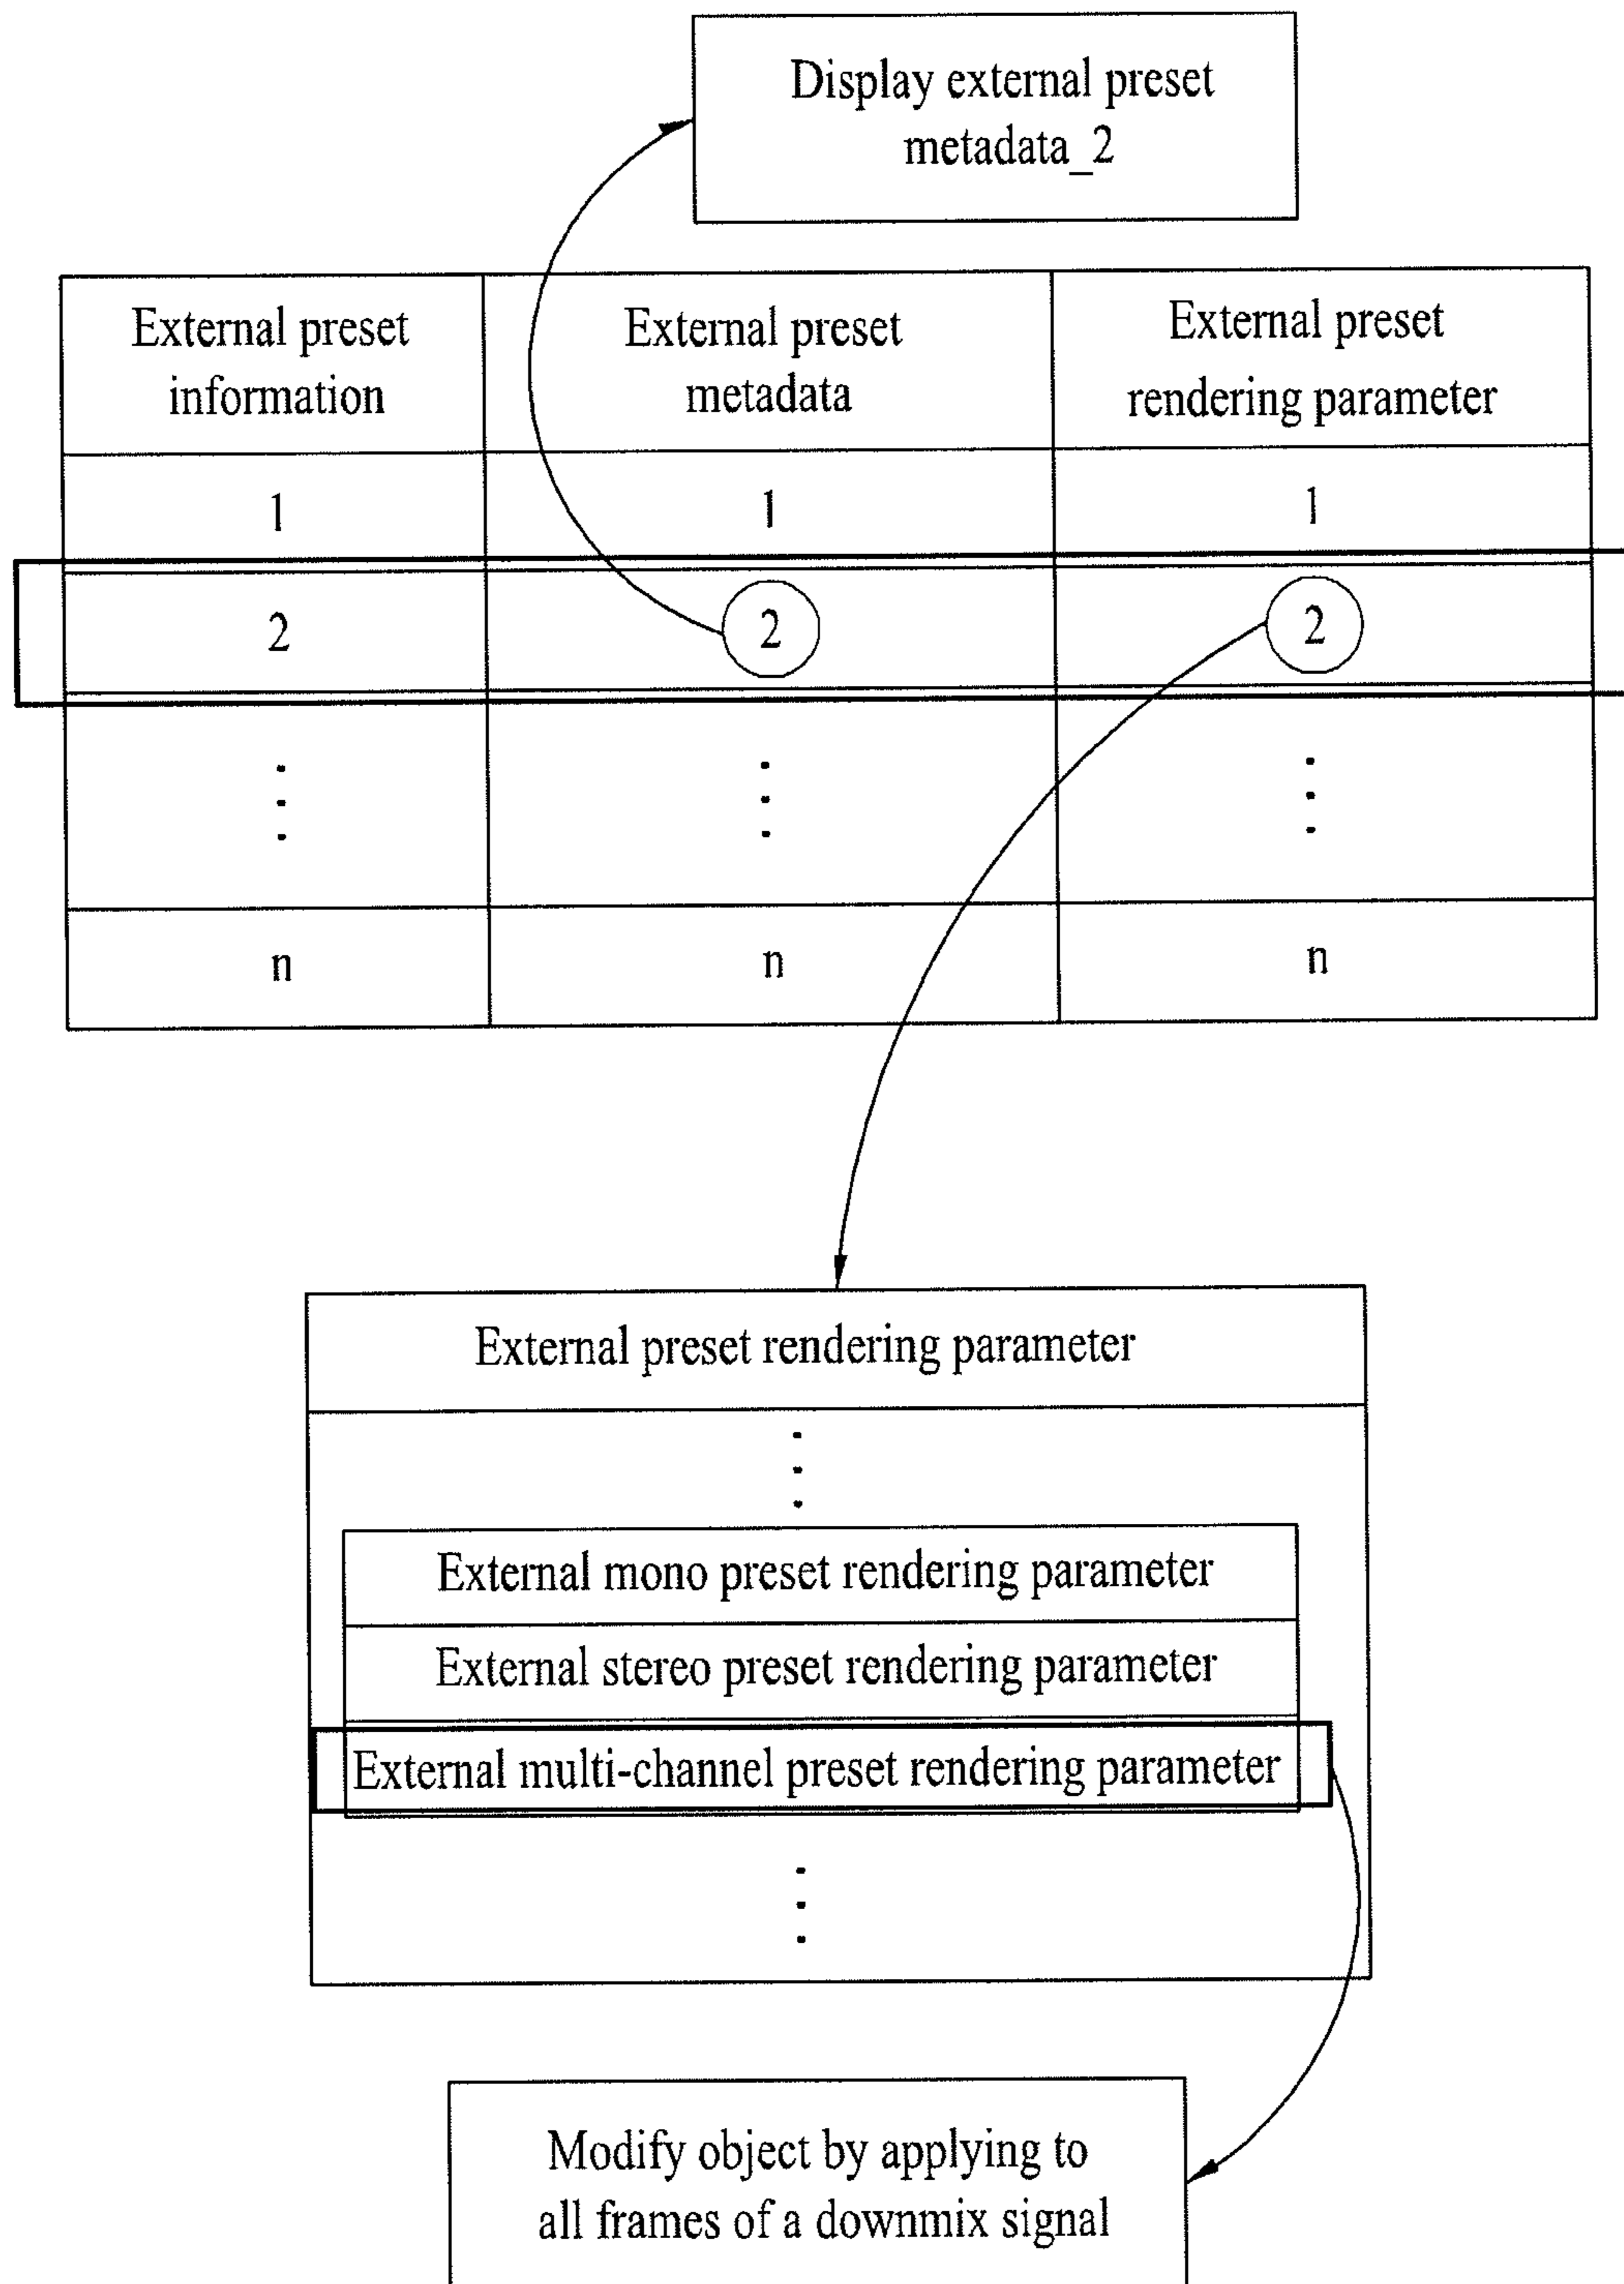 Display external preset
metadata_2
External preset
information
External preset
metadata
External preset
rendering parameter
1
1
1
2
2
2
n
n
n
External preset rendering parameter
External mono preset rendering parameter
External stereo preset rendering parameter
External multi-channel preset rendering parameter
Modify object by applying to
all frames of a downmix signal